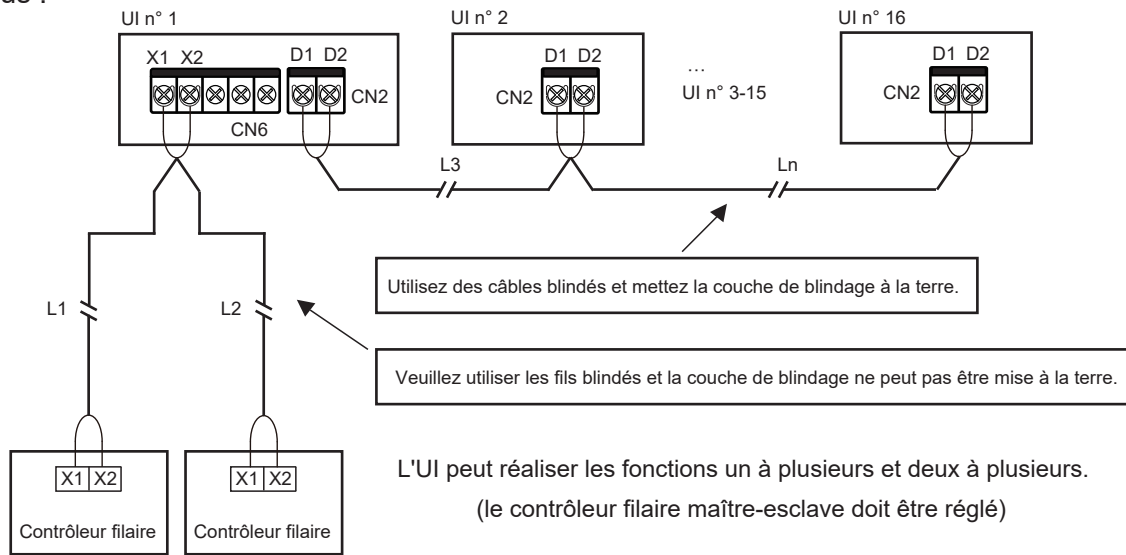 UI n° 1
UI n° 2
UI n° 16
X1 X2
D1 D2
CN2
CN6
D1 D2
CN2
...
UI n° 3-15
D1 D2
CN2
L3
Ln
Utilisez des câbles blindés et mettez la couche de blindage à la terre.
L1
L2
Veuillez utiliser les fils blindés et la couche de blindage ne peut pas être mise à la terre.
X1 X2
Contrôleur filaire
X1 X2
Contrôleur filaire
L'UI peut réaliser les fonctions un à plusieurs et deux à plusieurs.
(le contrôleur filaire maître-esclave doit être réglé)